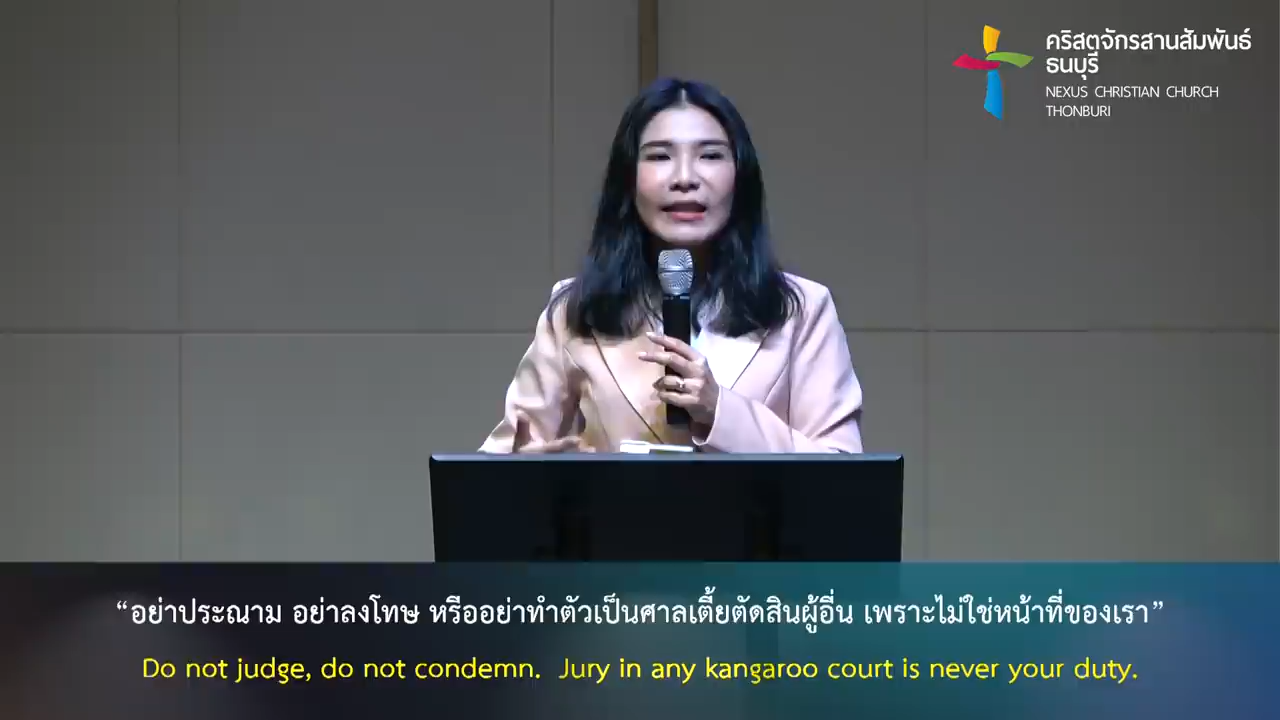 คริสตจักรสานสัมพันธ์
ธนบุรี
NEXUS CHRISTIAN CHURCH
THONBURI
“อย่าประณาม อย่าลงโทษ หรืออย่าทำตัวเป็นศาลเตี้ยตัดสินผู้อื่น เพราะไม่ใช่หน้าที่ของเรา”
Do not judge, do not condemn. Jury in any kangaroo court is never your duty.